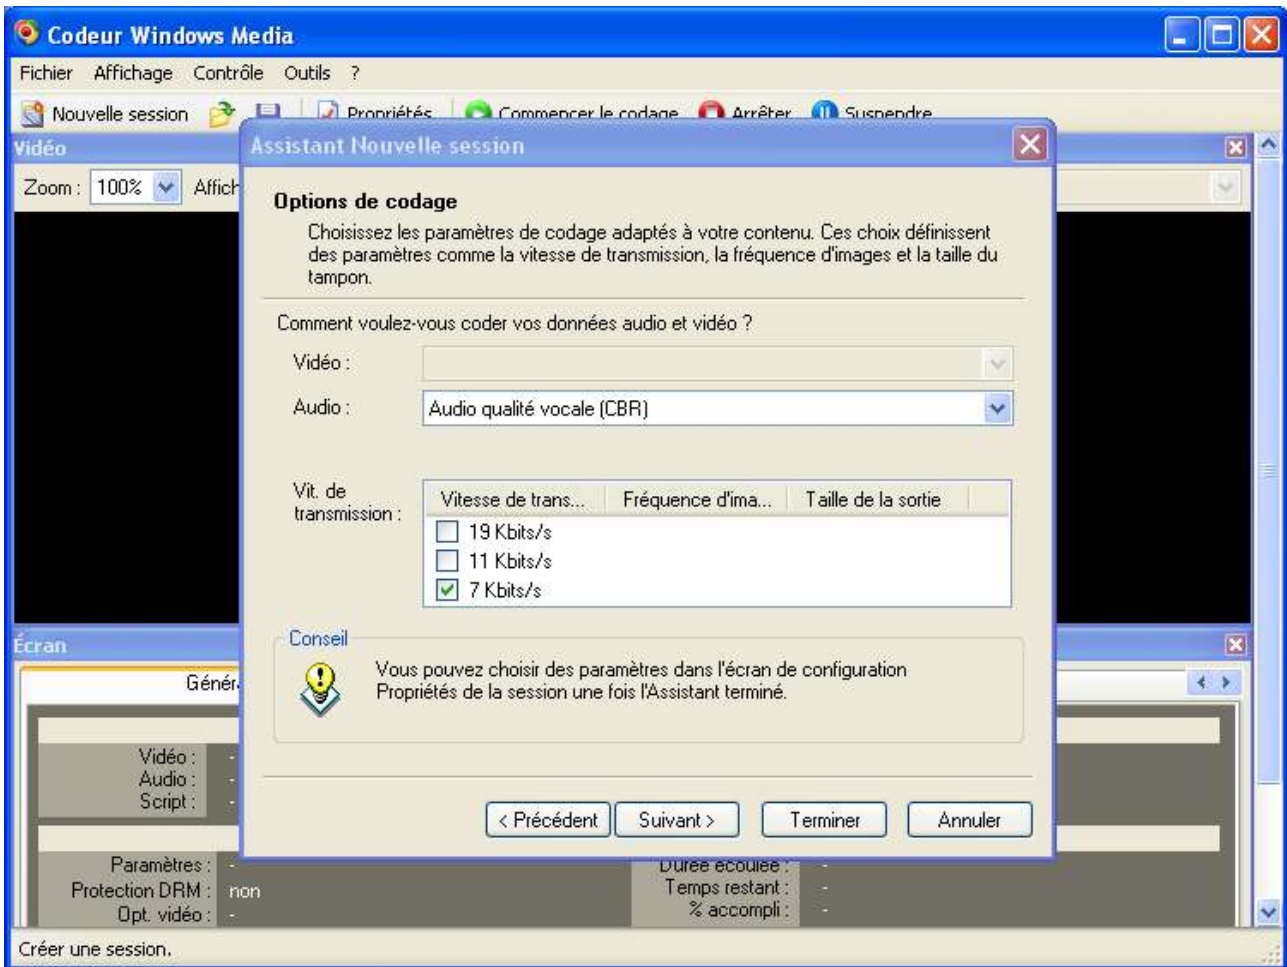 Codeur Windows Media
Fichier Affichage Contrôle Outils ?
Nouvelle session Propriétés Commencer le codage Arrêter Suspendre
Vidéo
Zoom : 100% Affich
Assistant Nouvelle session
Options de codage
Choisissez les paramètres de codage adaptés à votre contenu. Ces choix définissent
des paramètres comme la vitesse de transmission, la fréquence d'images et la taille du
tampon.
Comment voulez-vous coder vos données audio et vidéo ?
Vidéo :
Audio : Audio qualité vocale (CBR)
Vit. de
transmission :
Vitesse de trans... Fréquence d'ima... Taille de la sortie
19 Kbits/s
11 Kbits/s
7 Kbits/s
Conseil
Vous pouvez choisir des paramètres dans l'écran de configuration
Propriétés de la session une fois l'Assistant terminé.
< Précédent Suivant > Terminer Annuler
Écran
Généra
Vidéo : -
Audio : -
Script : -
Paramètres : -
Protection DRM : non
Opt. vidéo : -
Durée écoulée : -
Temps restant : -
% accompli : -
Créer une session.